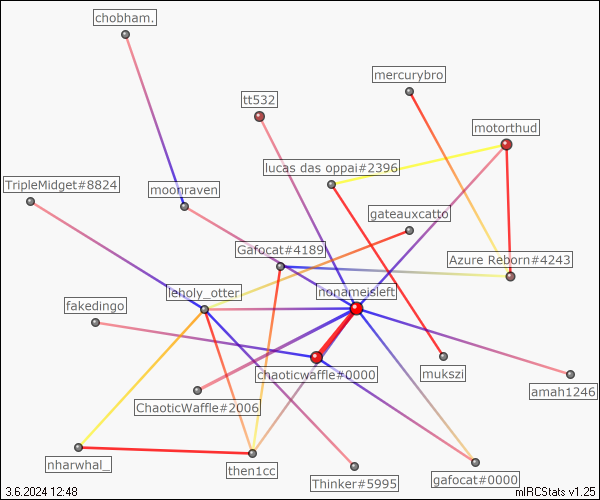 chobham.
mercurybro
tt532
motorthud
lucas das oppai#2396
TripleMidget#8824
moonraven
gateauxcatto
Gafocat#4189
Azure Reborn#4243
leholy_otter
nonameisleft
fakedingo
chaoticwaffle#0000
mukszi
amah1246
ChaoticWaffle#2006
nharwhal_
then1cc
Thinker#5995
gafocat#0000
3.6.2024 12:48
mIRCStats v1.25